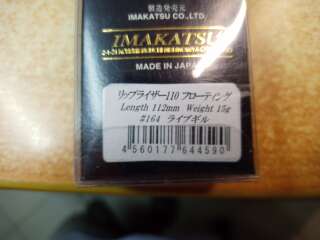 製造発売元
IMAKATSU CO.,LTD.
IMAKATSU
MADE IN JAPAN
リップライザー110 フローティング
Length 112mm Weight 15g
#164 ライブギル
4 560177 644590